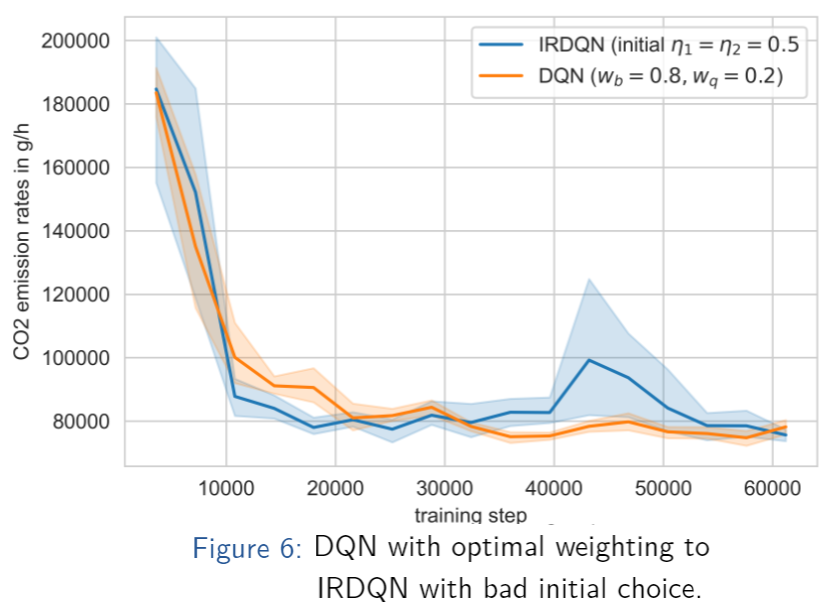 200000
180000
160000
140000
120000
100000
80000
CO2 emission rates in g/h
IRDQN (initial η₁ = η₂ = 0.5
DQN (w_b = 0.8, w_q = 0.2)
10000 20000 30000 40000 50000 60000
training step
Figure 6: DQN with optimal weighting to
IRDQN with bad initial choice.